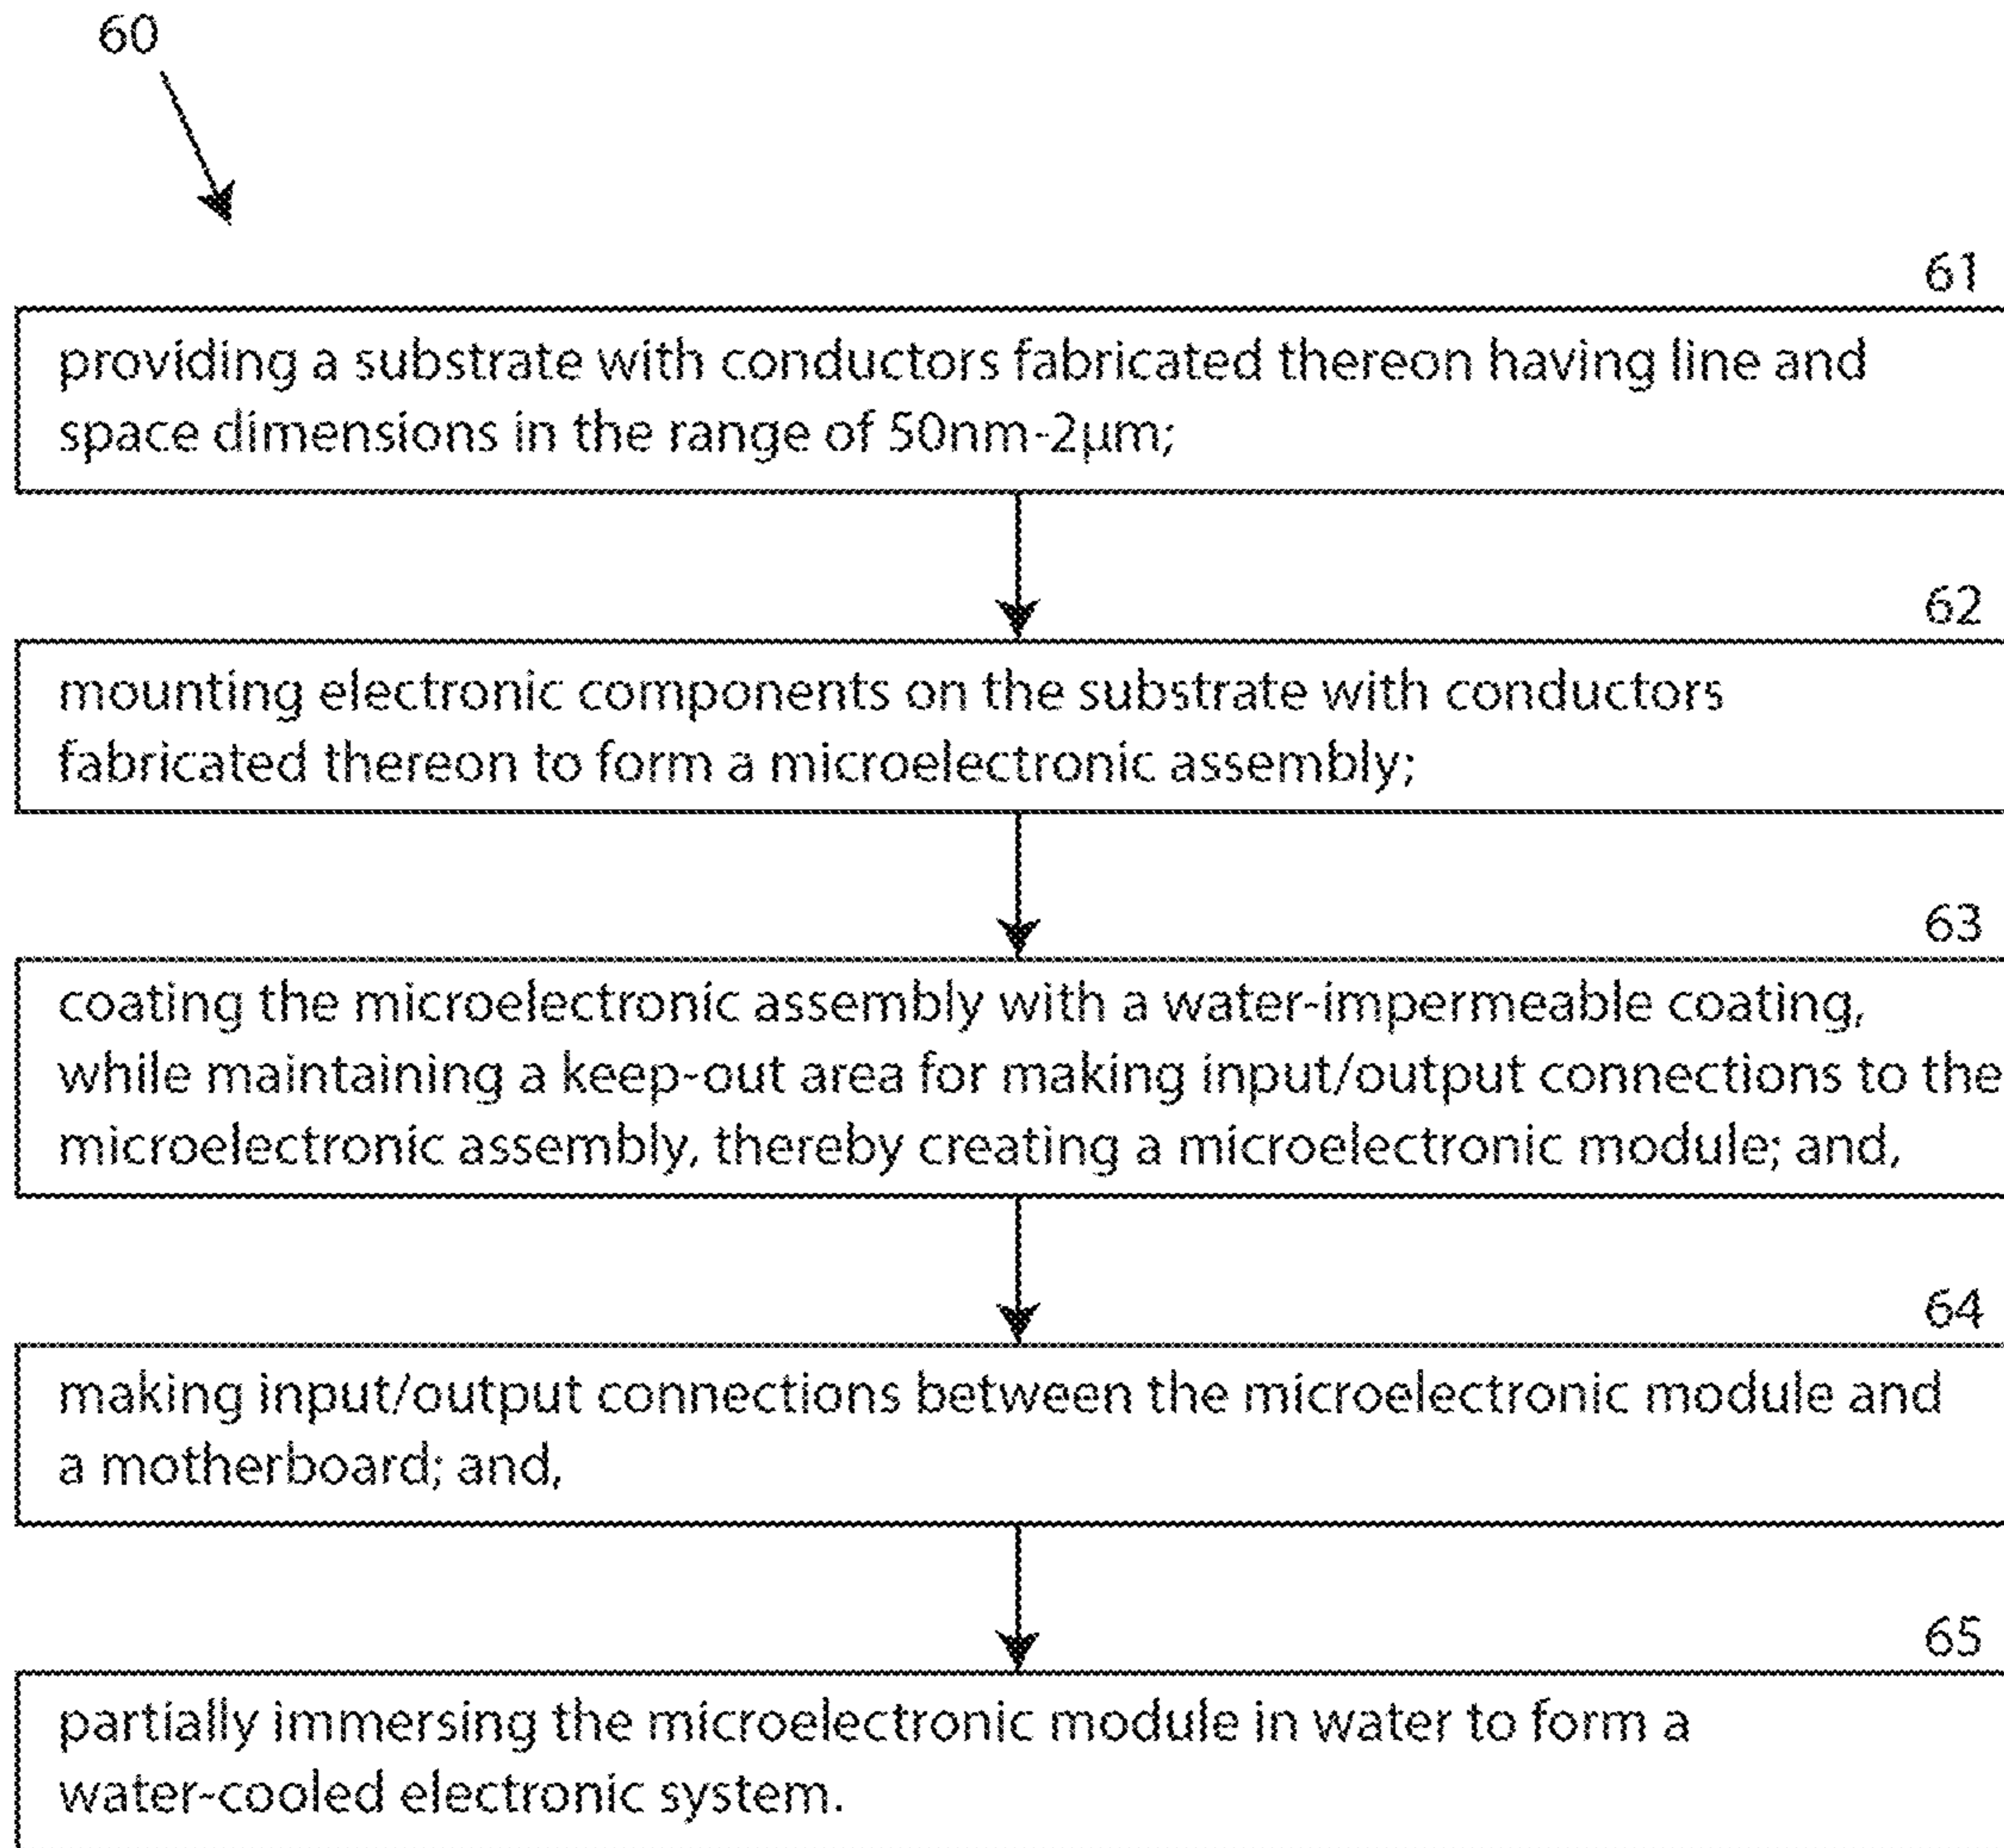 60
61
providing a substrate with conductors fabricated thereon having line and
space dimensions in the range of 50nm-2μm;
62
mounting electronic components on the substrate with conductors
fabricated thereon to form a microelectronic assembly;
63
coating the microelectronic assembly with a water-impermeable coating,
while maintaining a keep-out area for making input/output connections to the
microelectronic assembly, thereby creating a microelectronic module; and,
64
making input/output connections between the microelectronic module and
a motherboard; and,
65
partially immersing the microelectronic module in water to form a
water-cooled electronic system.